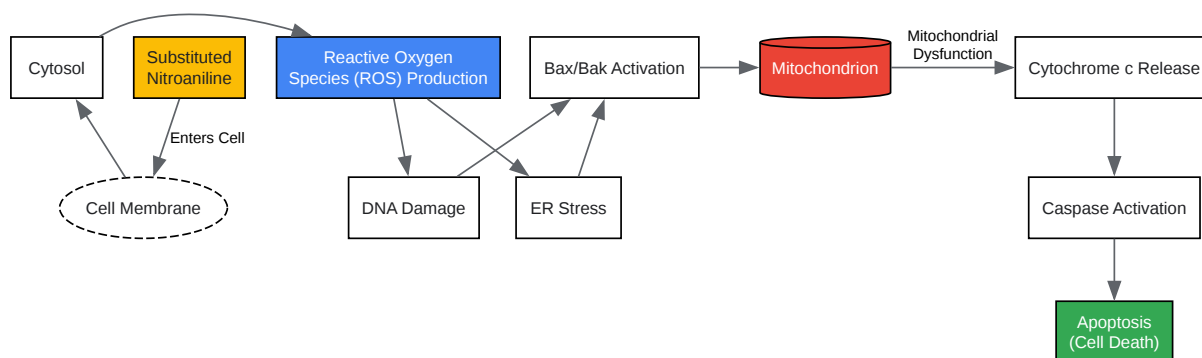 Cytosol
Substituted
Nitroaniline
Reactive Oxygen
Species (ROS) Production
Bax/Bak Activation
Mitochondrion
Mitochondrial
Dysfunction
Cytochrome c Release
Enters Cell
Cell Membrane
DNA Damage
ER Stress
Caspase Activation
Apoptosis
(Cell Death)